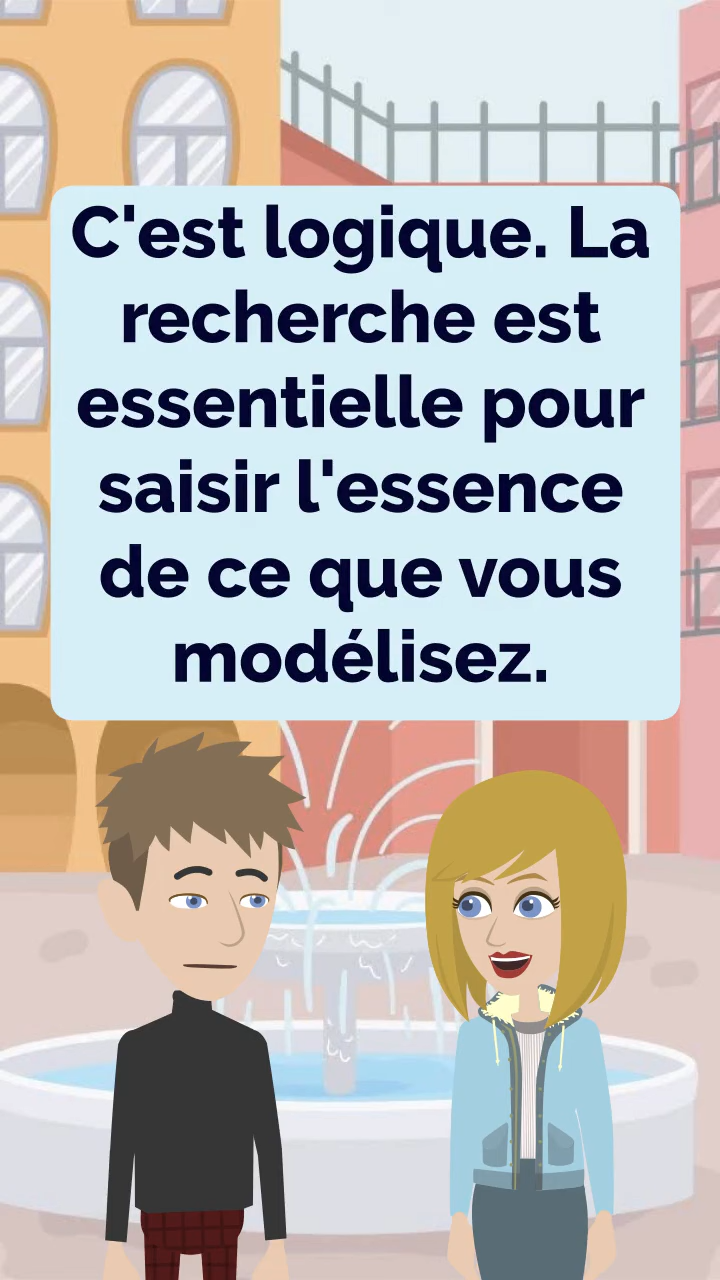 C'est logique. La
recherche est
essentielle pour
saisir l'essence
de ce que vous
modélisez.